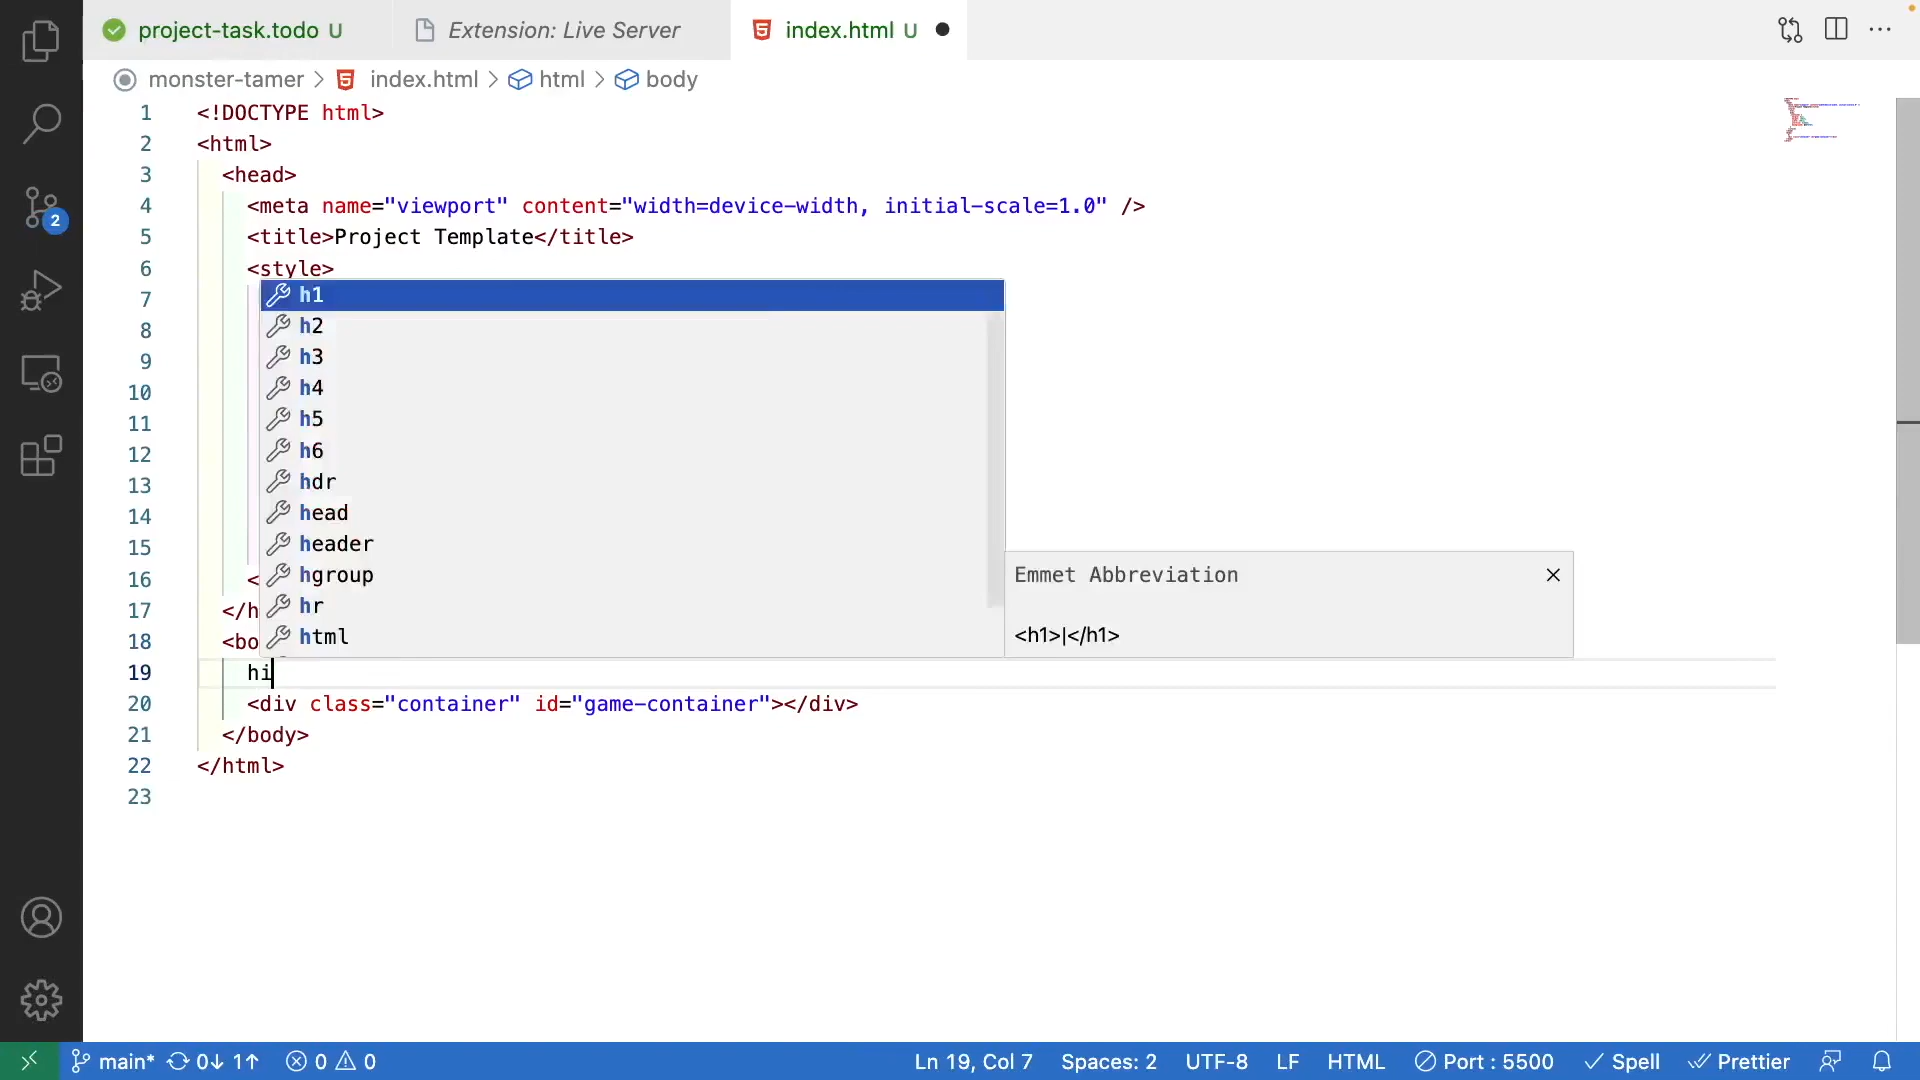 project-task.todo U
Extension: Live Server
index.html U
monster-tamer > index.html > html > body
1 <!DOCTYPE html>
2 <html>
3 <head>
4 <meta name="viewport" content="width=device-width, initial-scale=1.0" />
5 <title>Project Template</title>
6 <style>
7 h1
8 h2
9 h3
10 h4
11 h5
12 h6
13 hdr
14 head
15 header
16 < hgroup
17 </h hr
18 <bo html
Emmet Abbreviation
<h1>|</h1>
19 hi
20 <div class="container" id="game-container"></div>
21 </body>
22 </html>
23
2
main* 0↓ 1↑ 0 0
Ln 19, Col 7
Spaces: 2
UTF-8
LF
HTML
Port : 5500
Spell
Prettier